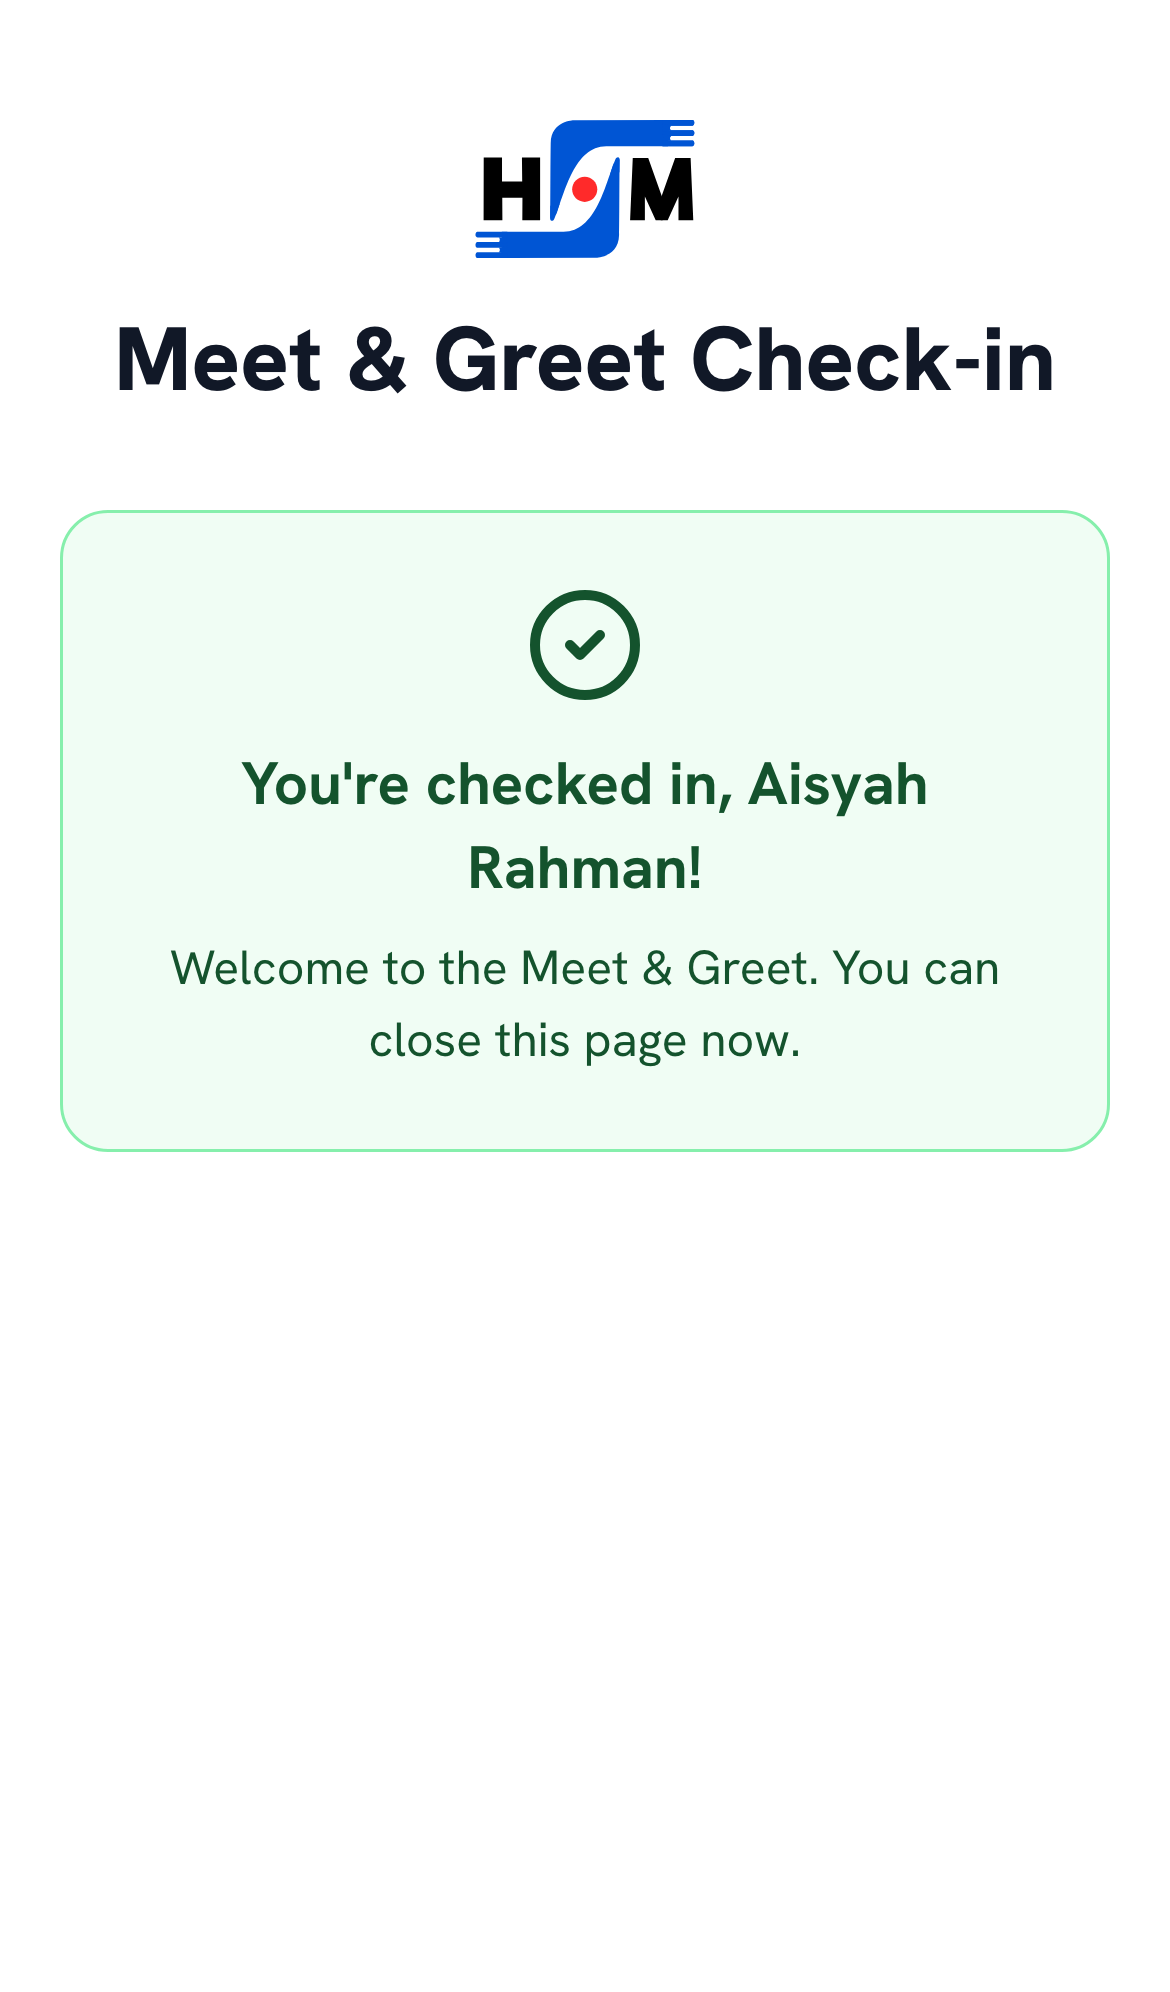 HSM
Meet & Greet Check-in
You're checked in, Aisyah
Rahman!
Welcome to the Meet & Greet. You can
close this page now.